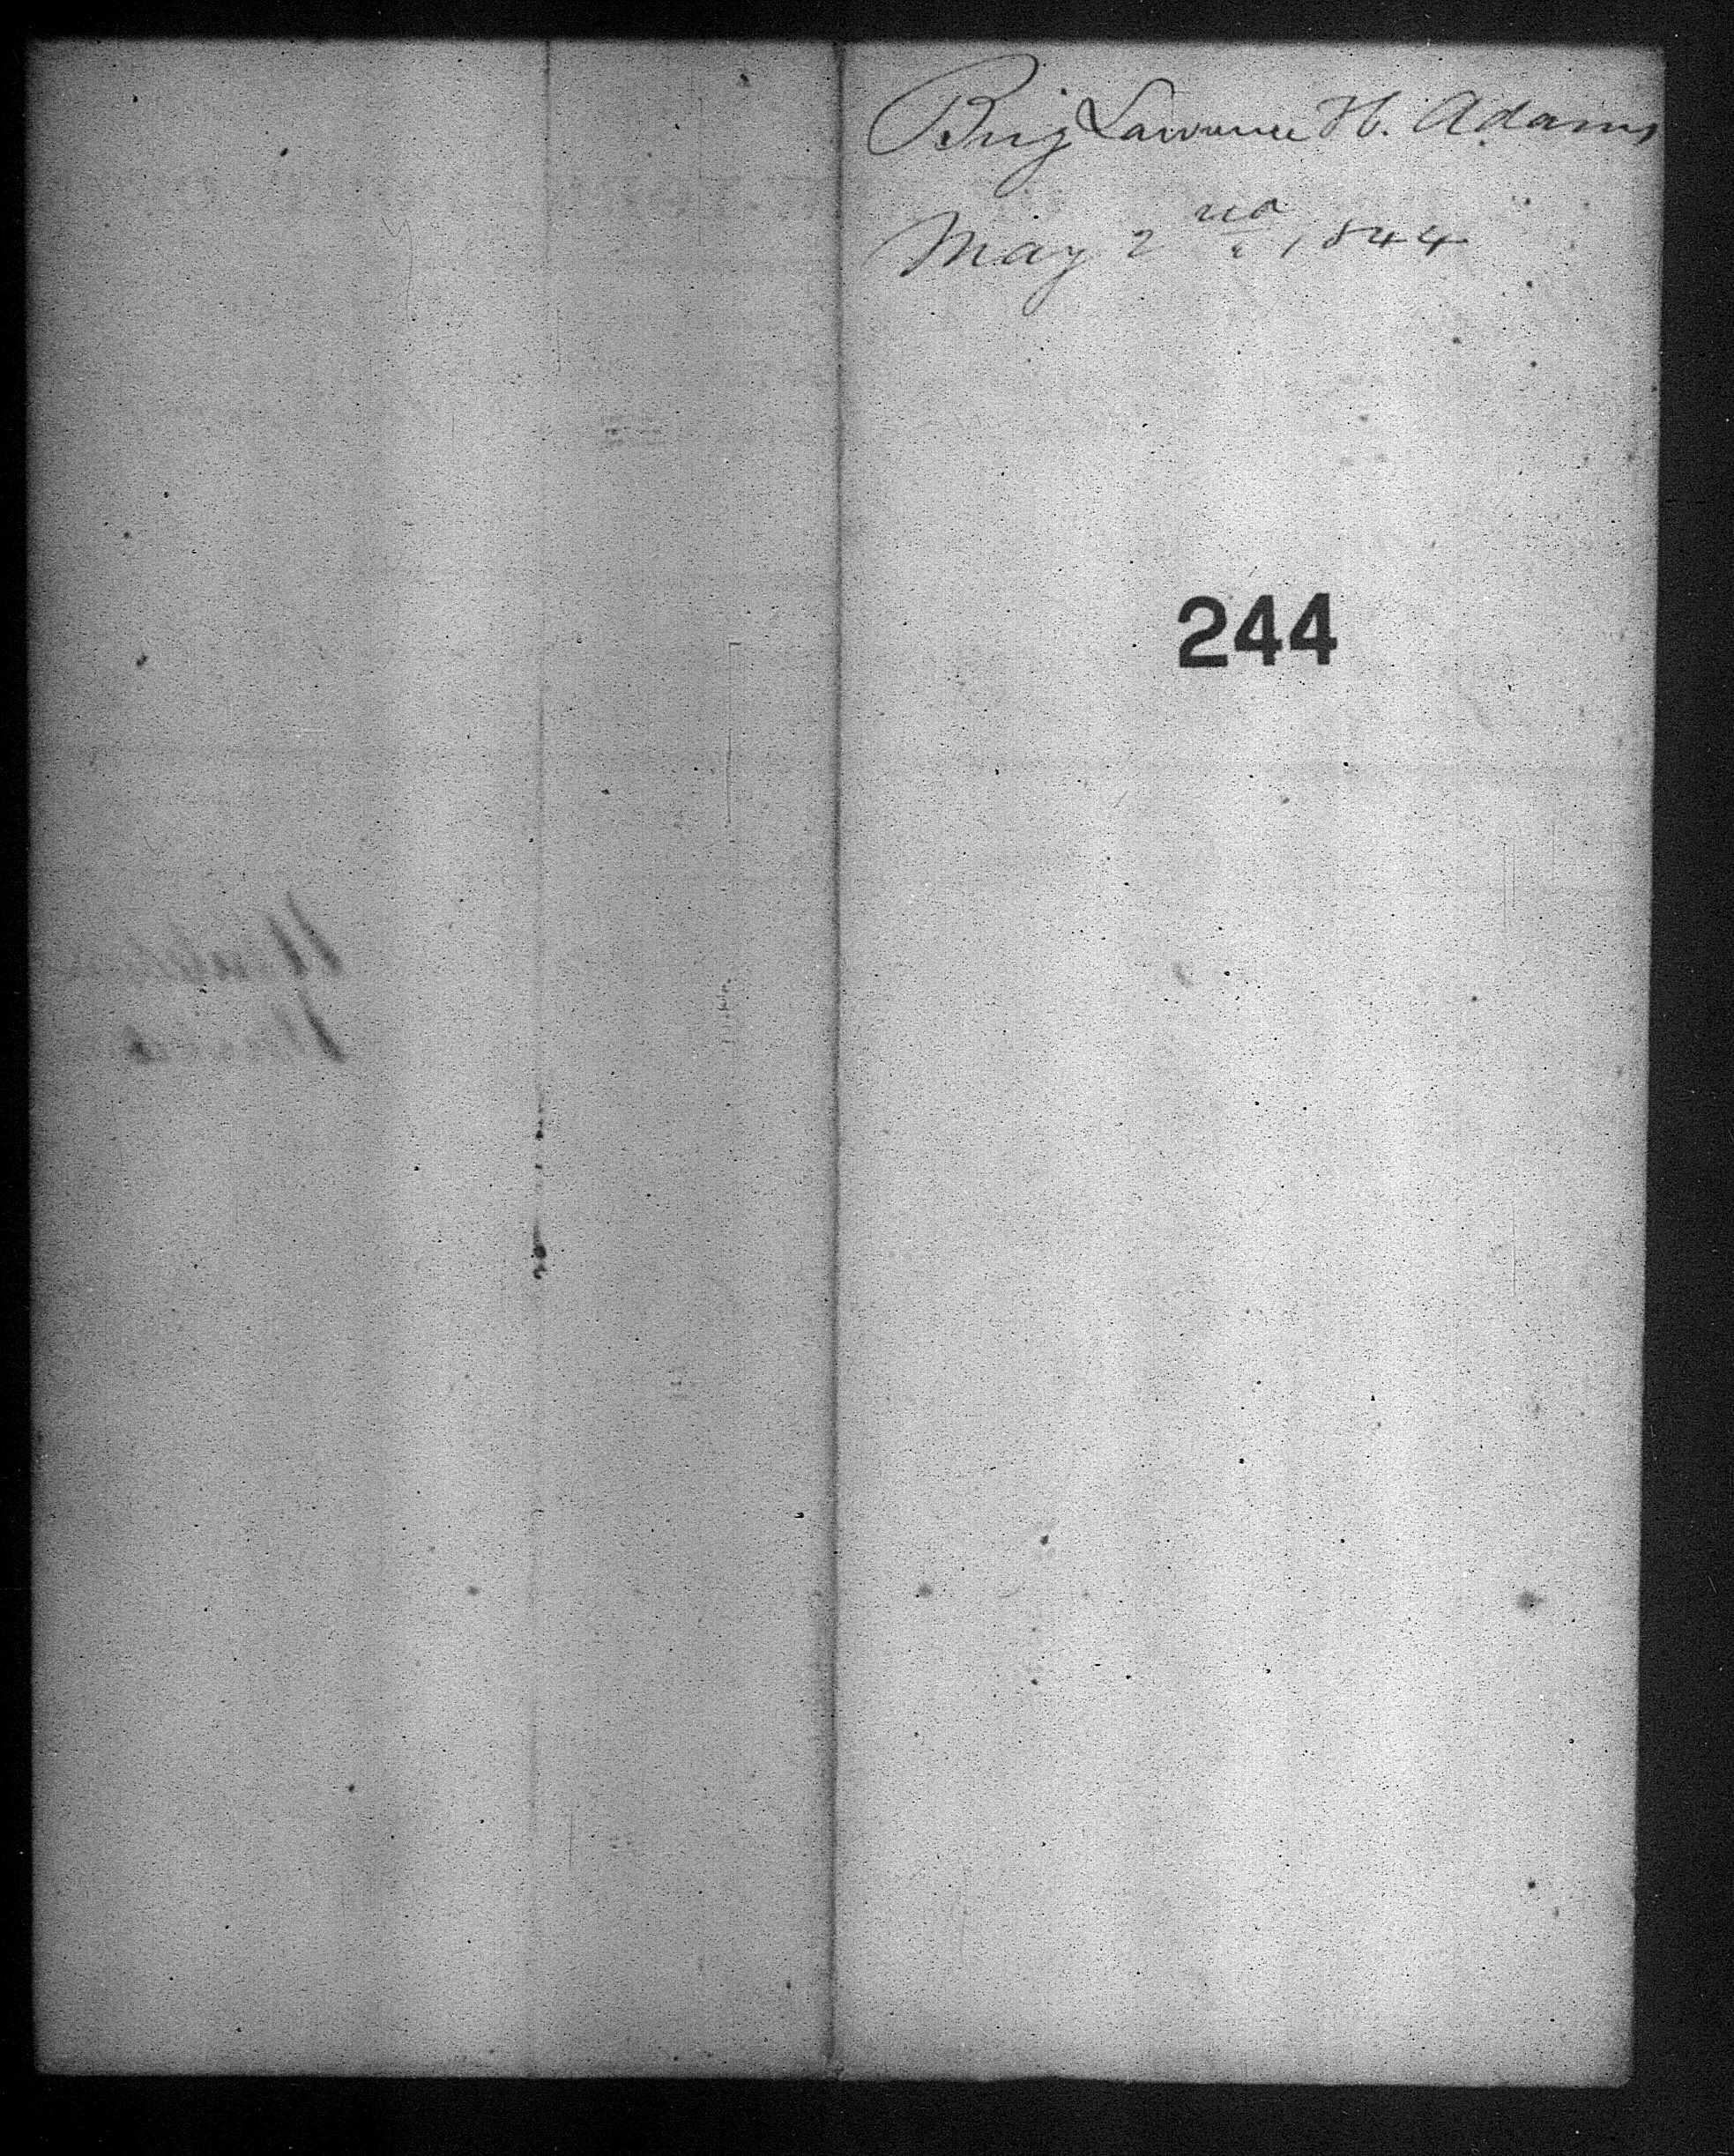 Brig Lawrence H. Adams
May 2nd, 1844
244